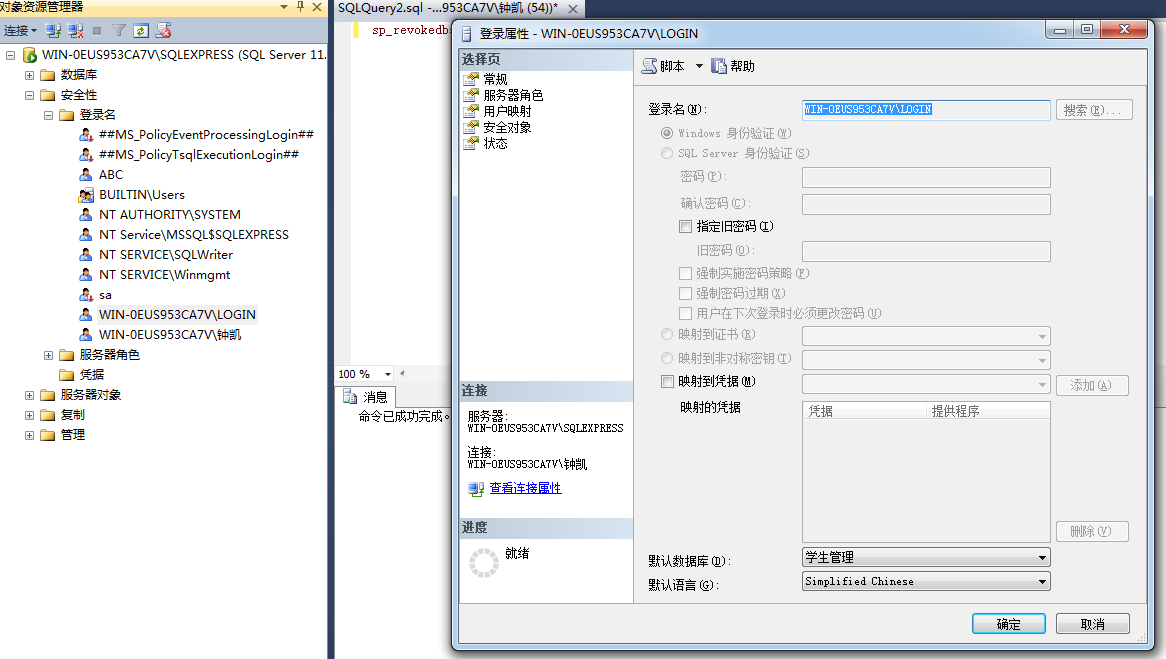 对象资源管理器
连接
WIN-0EUS953CA7V\SQLEXPRESS (SQL Server 11.
数据库
安全性
登录名
##MS_PolicyEventProcessingLogin##
##MS_PolicyTsqlExecutionLogin##
ABC
BUILTIN\Users
NT AUTHORITY\SYSTEM
NT Service\MSSQL$SQLEXPRESS
NT SERVICE\SQLWriter
NT SERVICE\Winmgmt
sa
WIN-0EUS953CA7V\LOGIN
WIN-0EUS953CA7V\钟凯
服务器角色
凭据
服务器对象
复制
管理
SQLQuery2.sql -...953CA7V\钟凯 (54))*
sp_revokedb
100 %
消息
命令已成功完成。
登录属性 - WIN-0EUS953CA7V\LOGIN
选择页
常规
服务器角色
用户映射
安全对象
状态
连接
服务器:
WIN-0EUS953CA7V\SQLEXPRESS
连接:
WIN-0EUS953CA7V\钟凯
查看连接属性
进度
就绪
脚本 帮助
登录名(N): WIN-0EUS953CA7V\LOGIN 搜索(E)...
Windows 身份验证(W)
SQL Server 身份验证(S)
密码(P):
确认密码(C):
指定旧密码(I)
旧密码(O):
强制实施密码策略(F)
强制密码过期(X)
用户在下次登录时必须更改密码(U)
映射到证书(R)
映射到非对称密钥(T)
映射到凭据(M) 添加(A)
映射的凭据 凭据 提供程序
删除(V)
默认数据库(D): 学生管理
默认语言(G): Simplified Chinese
确定 取消